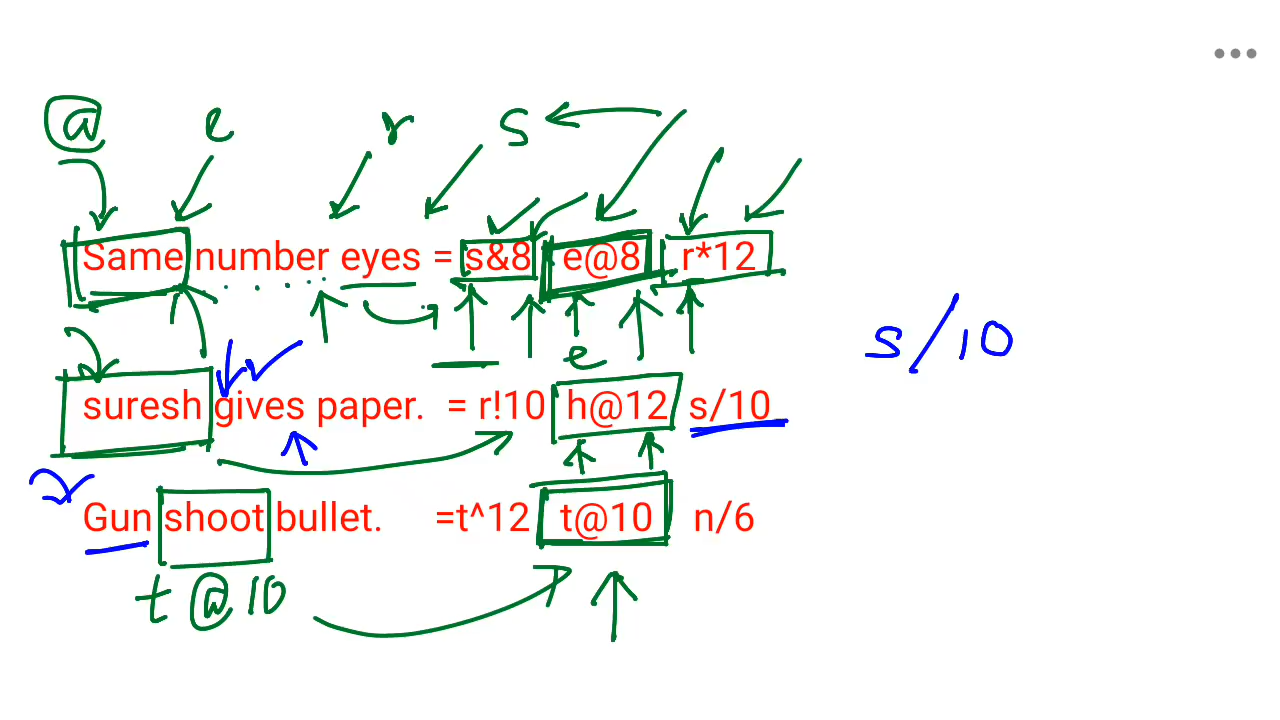 @ e r s
Same number eyes = s&8 e@8 r*12
s/10
e
suresh gives paper. = r!10 h@12 s/10
Gun shoot bullet. =t^12 t@10 n/6
t@10